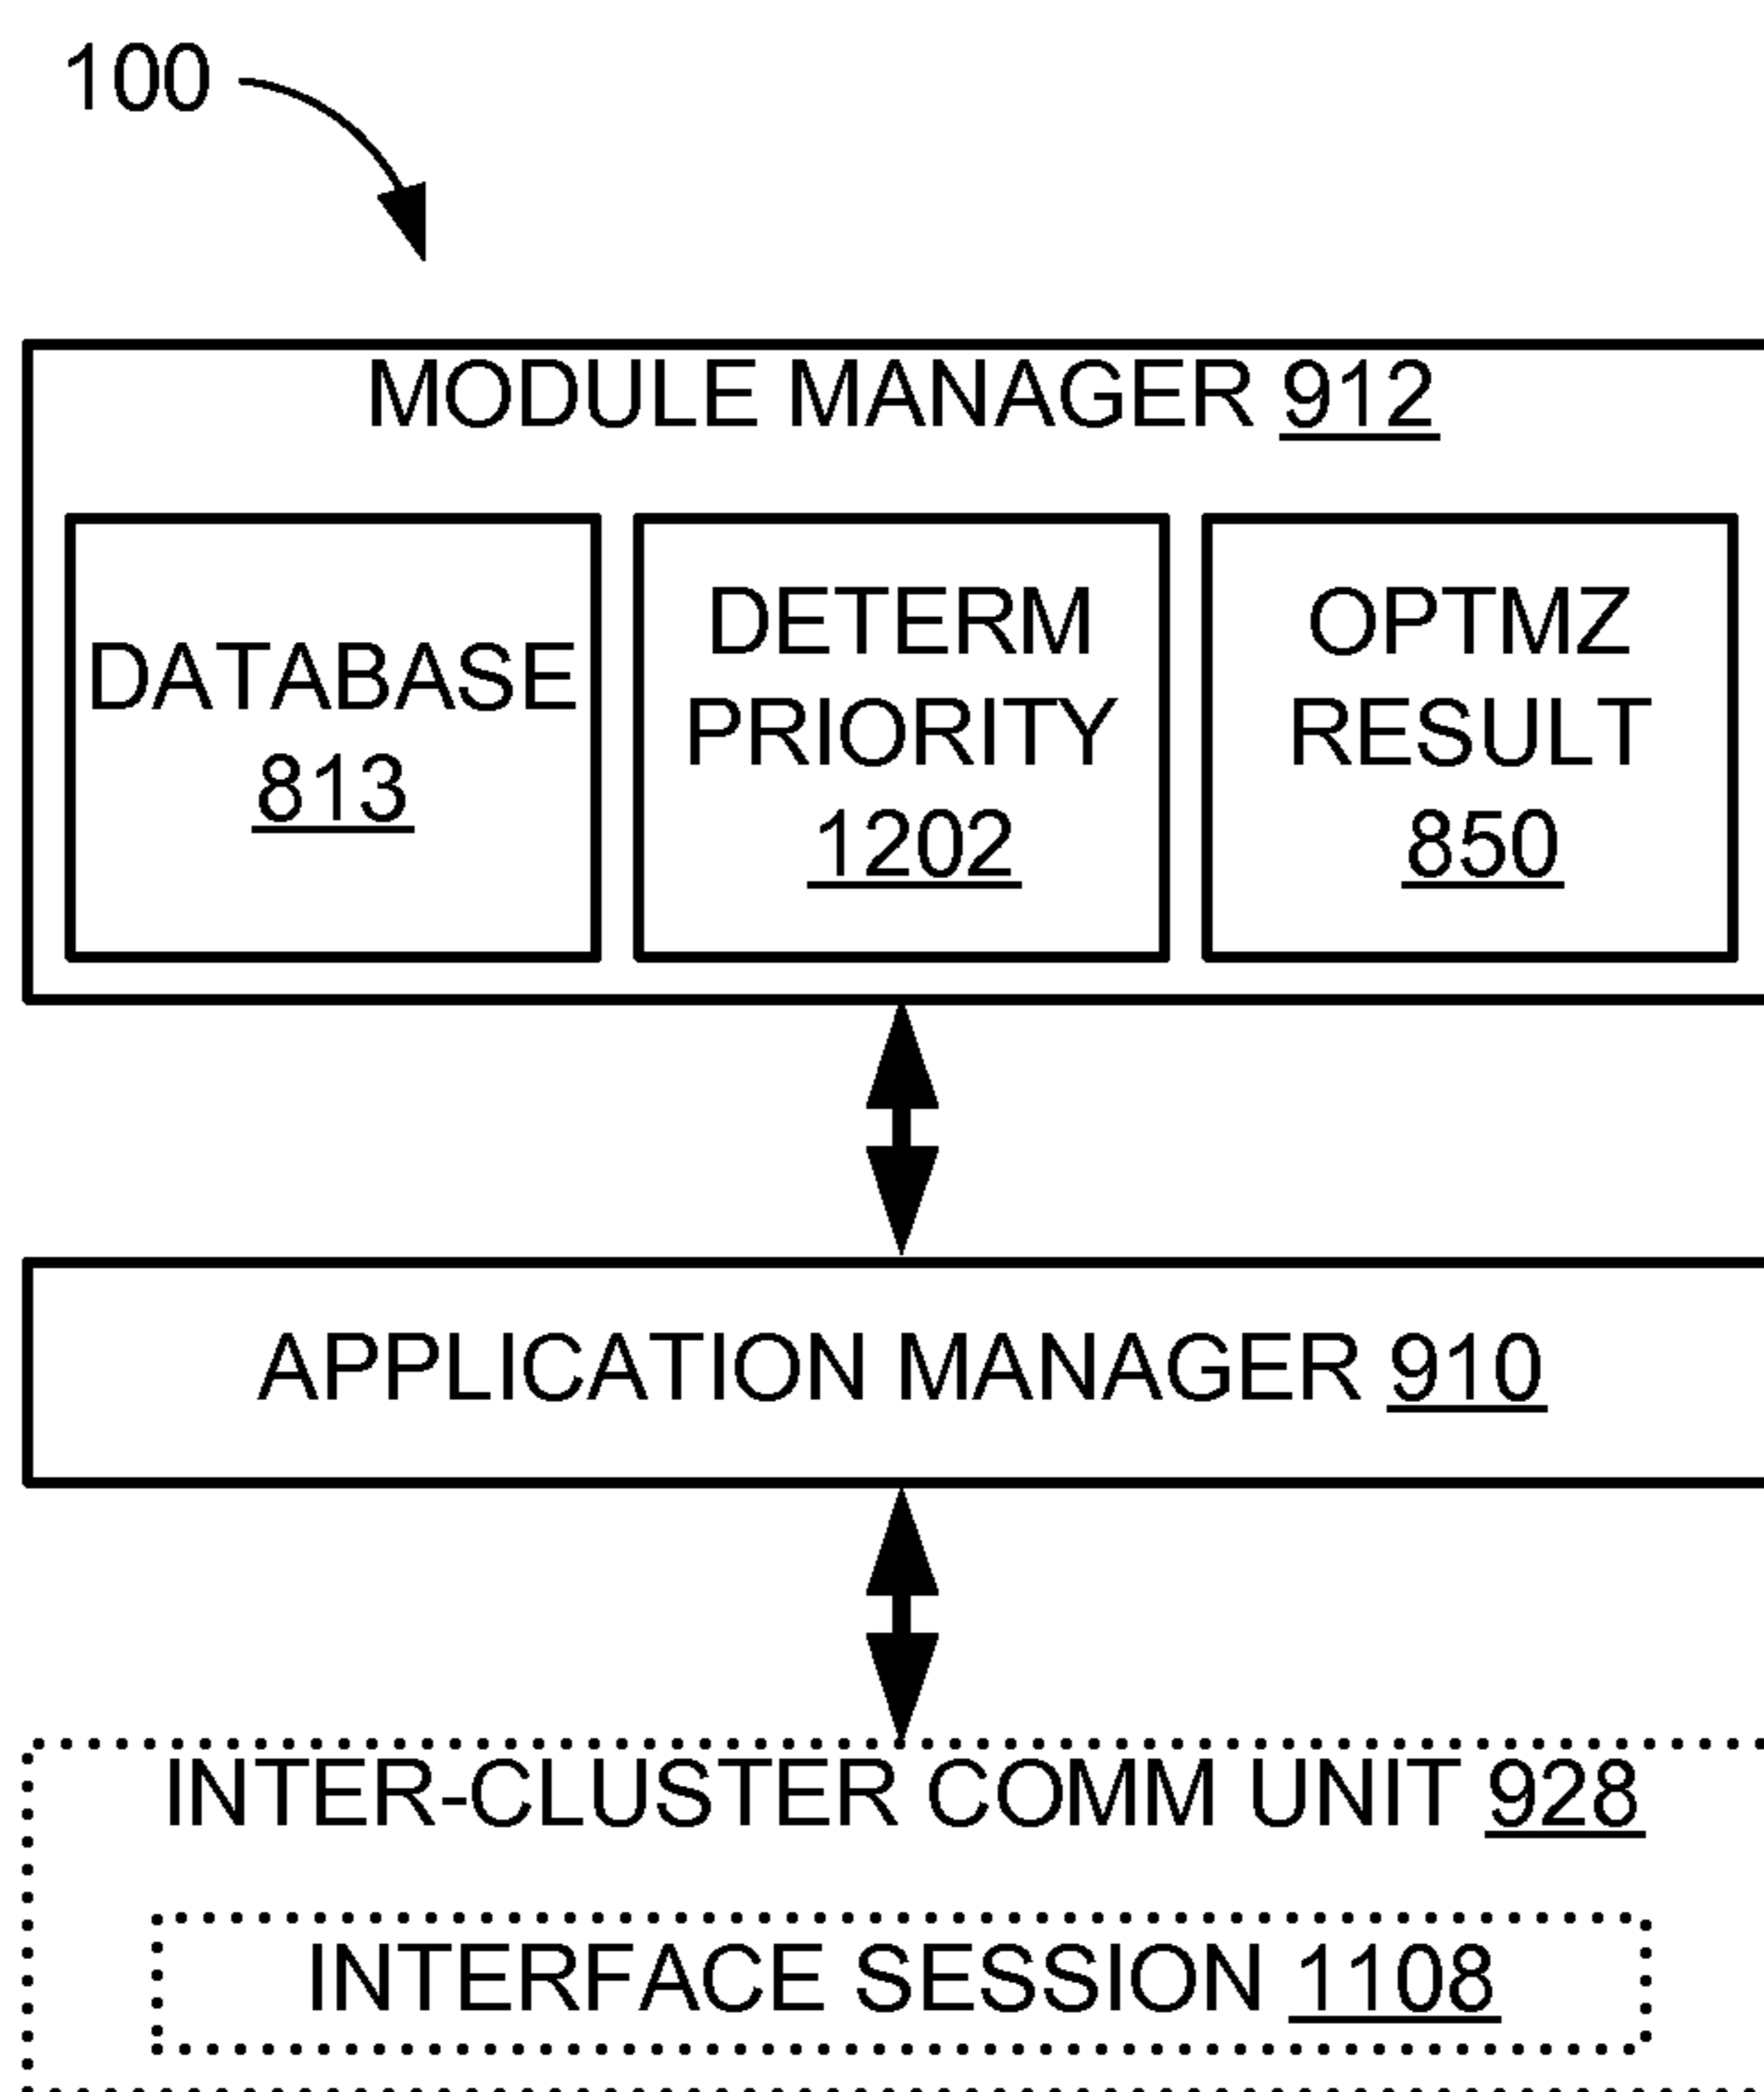 100
MODULE MANAGER 912
DATABASE
813
DETERM
PRIORITY
1202
OPTMZ
RESULT
850
APPLICATION MANAGER 910
INTER-CLUSTER COMM UNIT 928
INTERFACE SESSION 1108